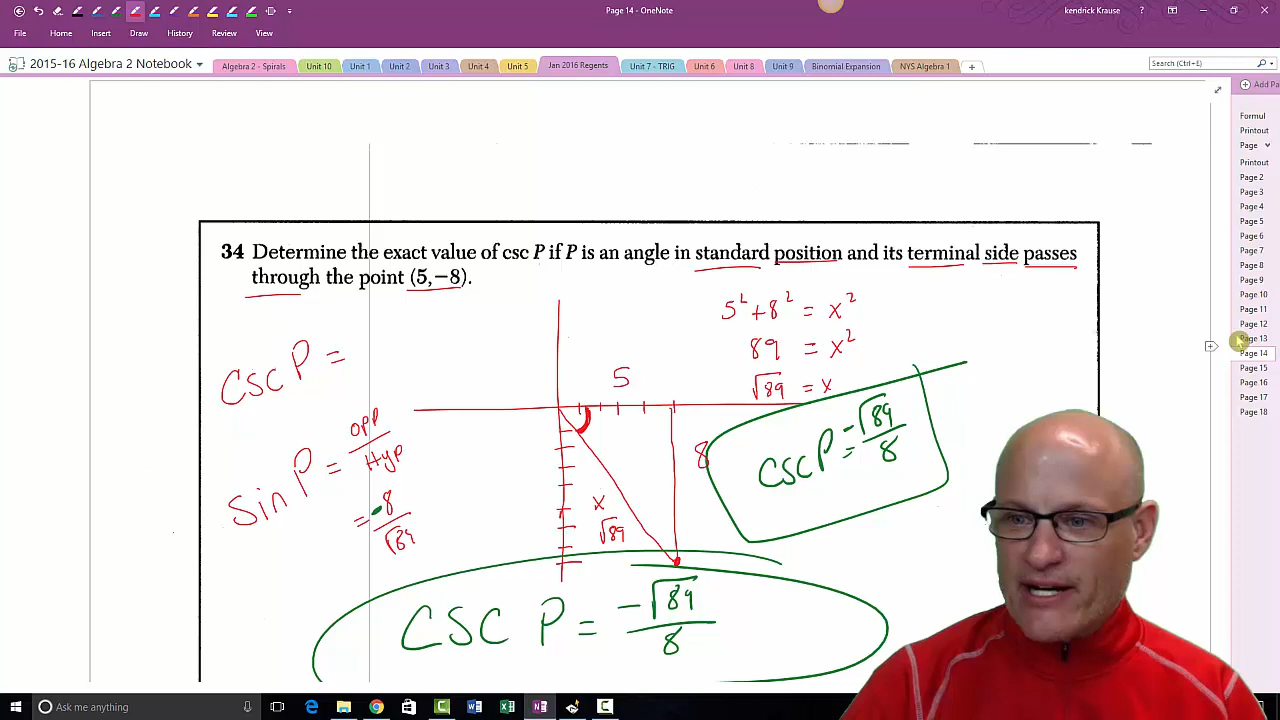 Page 14 - OneNote
kendrick Krause
?
File Home Insert Draw History Review View
2015-16 Algebra 2 Notebook
Algebra 2 - Spirals Unit 10 Unit 1 Unit 2 Unit 3 Unit 4 Unit 5 Jan 2016 Regents Unit 7 - TRIG Unit 6 Unit 8 Unit 9 Binomial Expansion NYS Algebra 1 +
Search (Ctrl+E)
Add Pa
Formul
Printout
Page
Printout
Page 2
Page 3
Page 4
Page 5
Page 6
Page 7
Page 8
Page 9
Page 10
Page 11
Page 12
Page 13
Page 14
Page 15
Page 16
Page 17
Page 18
34 Determine the exact value of csc P if P is an angle in standard position and its terminal side passes
through the point (5,−8).
5² + 8² = x²
89 = x²
√89 = x
CSC P =
5
8
x
√89
Sin P = opp/Hyp
= -8/√89
CSC P = -√89/8
CSC P = -√89/8
Ask me anything